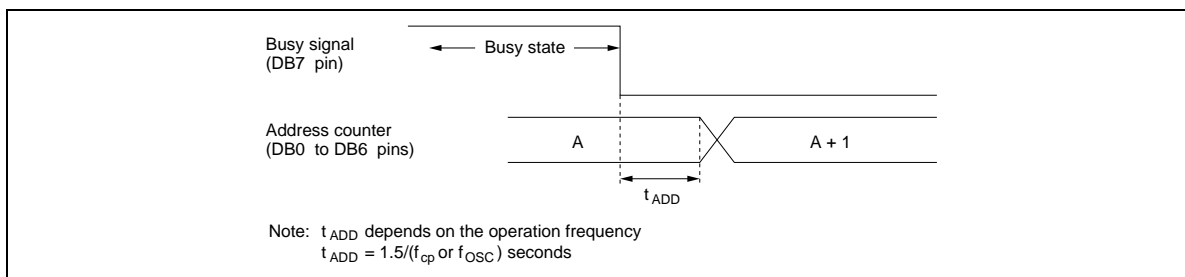 Busy signal
(DB7 pin)
Busy state
Address counter
(DB0 to DB6 pins)
A
A + 1
t ADD
Note: t ADD depends on the operation frequency
t ADD = 1.5/(fcp or fOSC) seconds